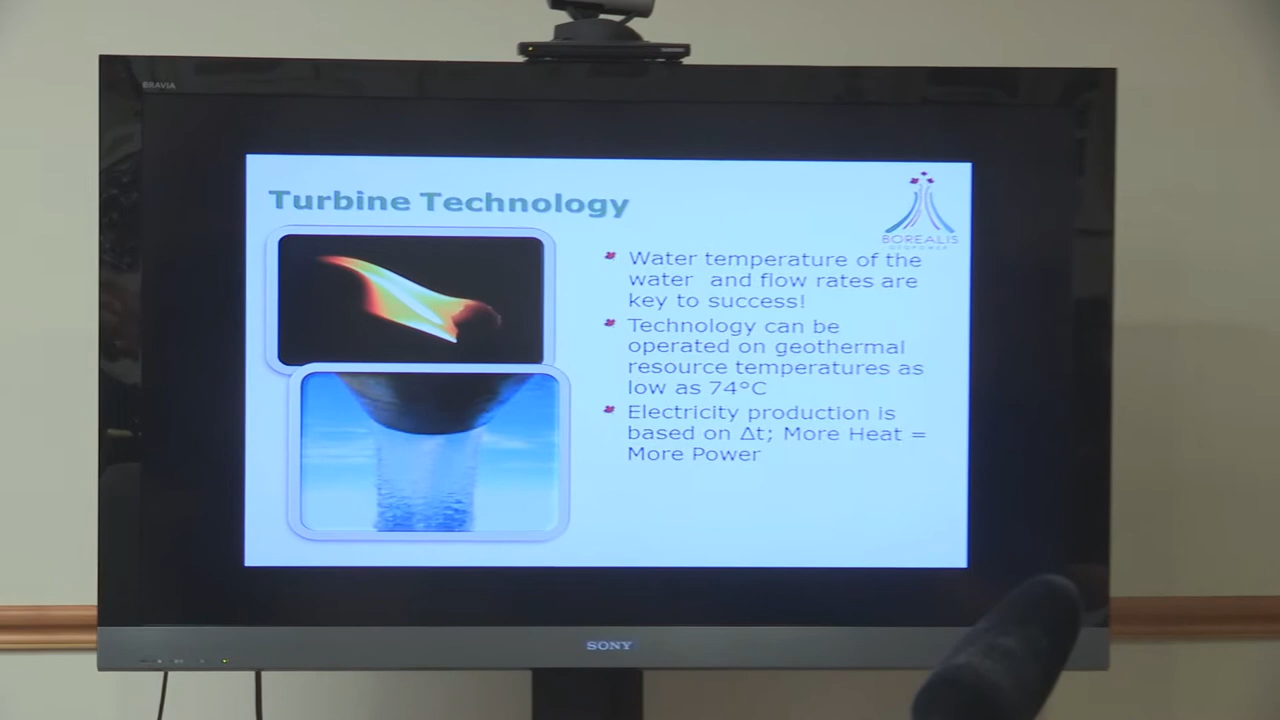 BRAVIA
Turbine Technology
BOREALIS
GEOPOWER
Water temperature of the
water and flow rates are
key to success!
Technology can be
operated on geothermal
resource temperatures as
low as 74°C
Electricity production is
based on Δt; More Heat =
More Power
SONY